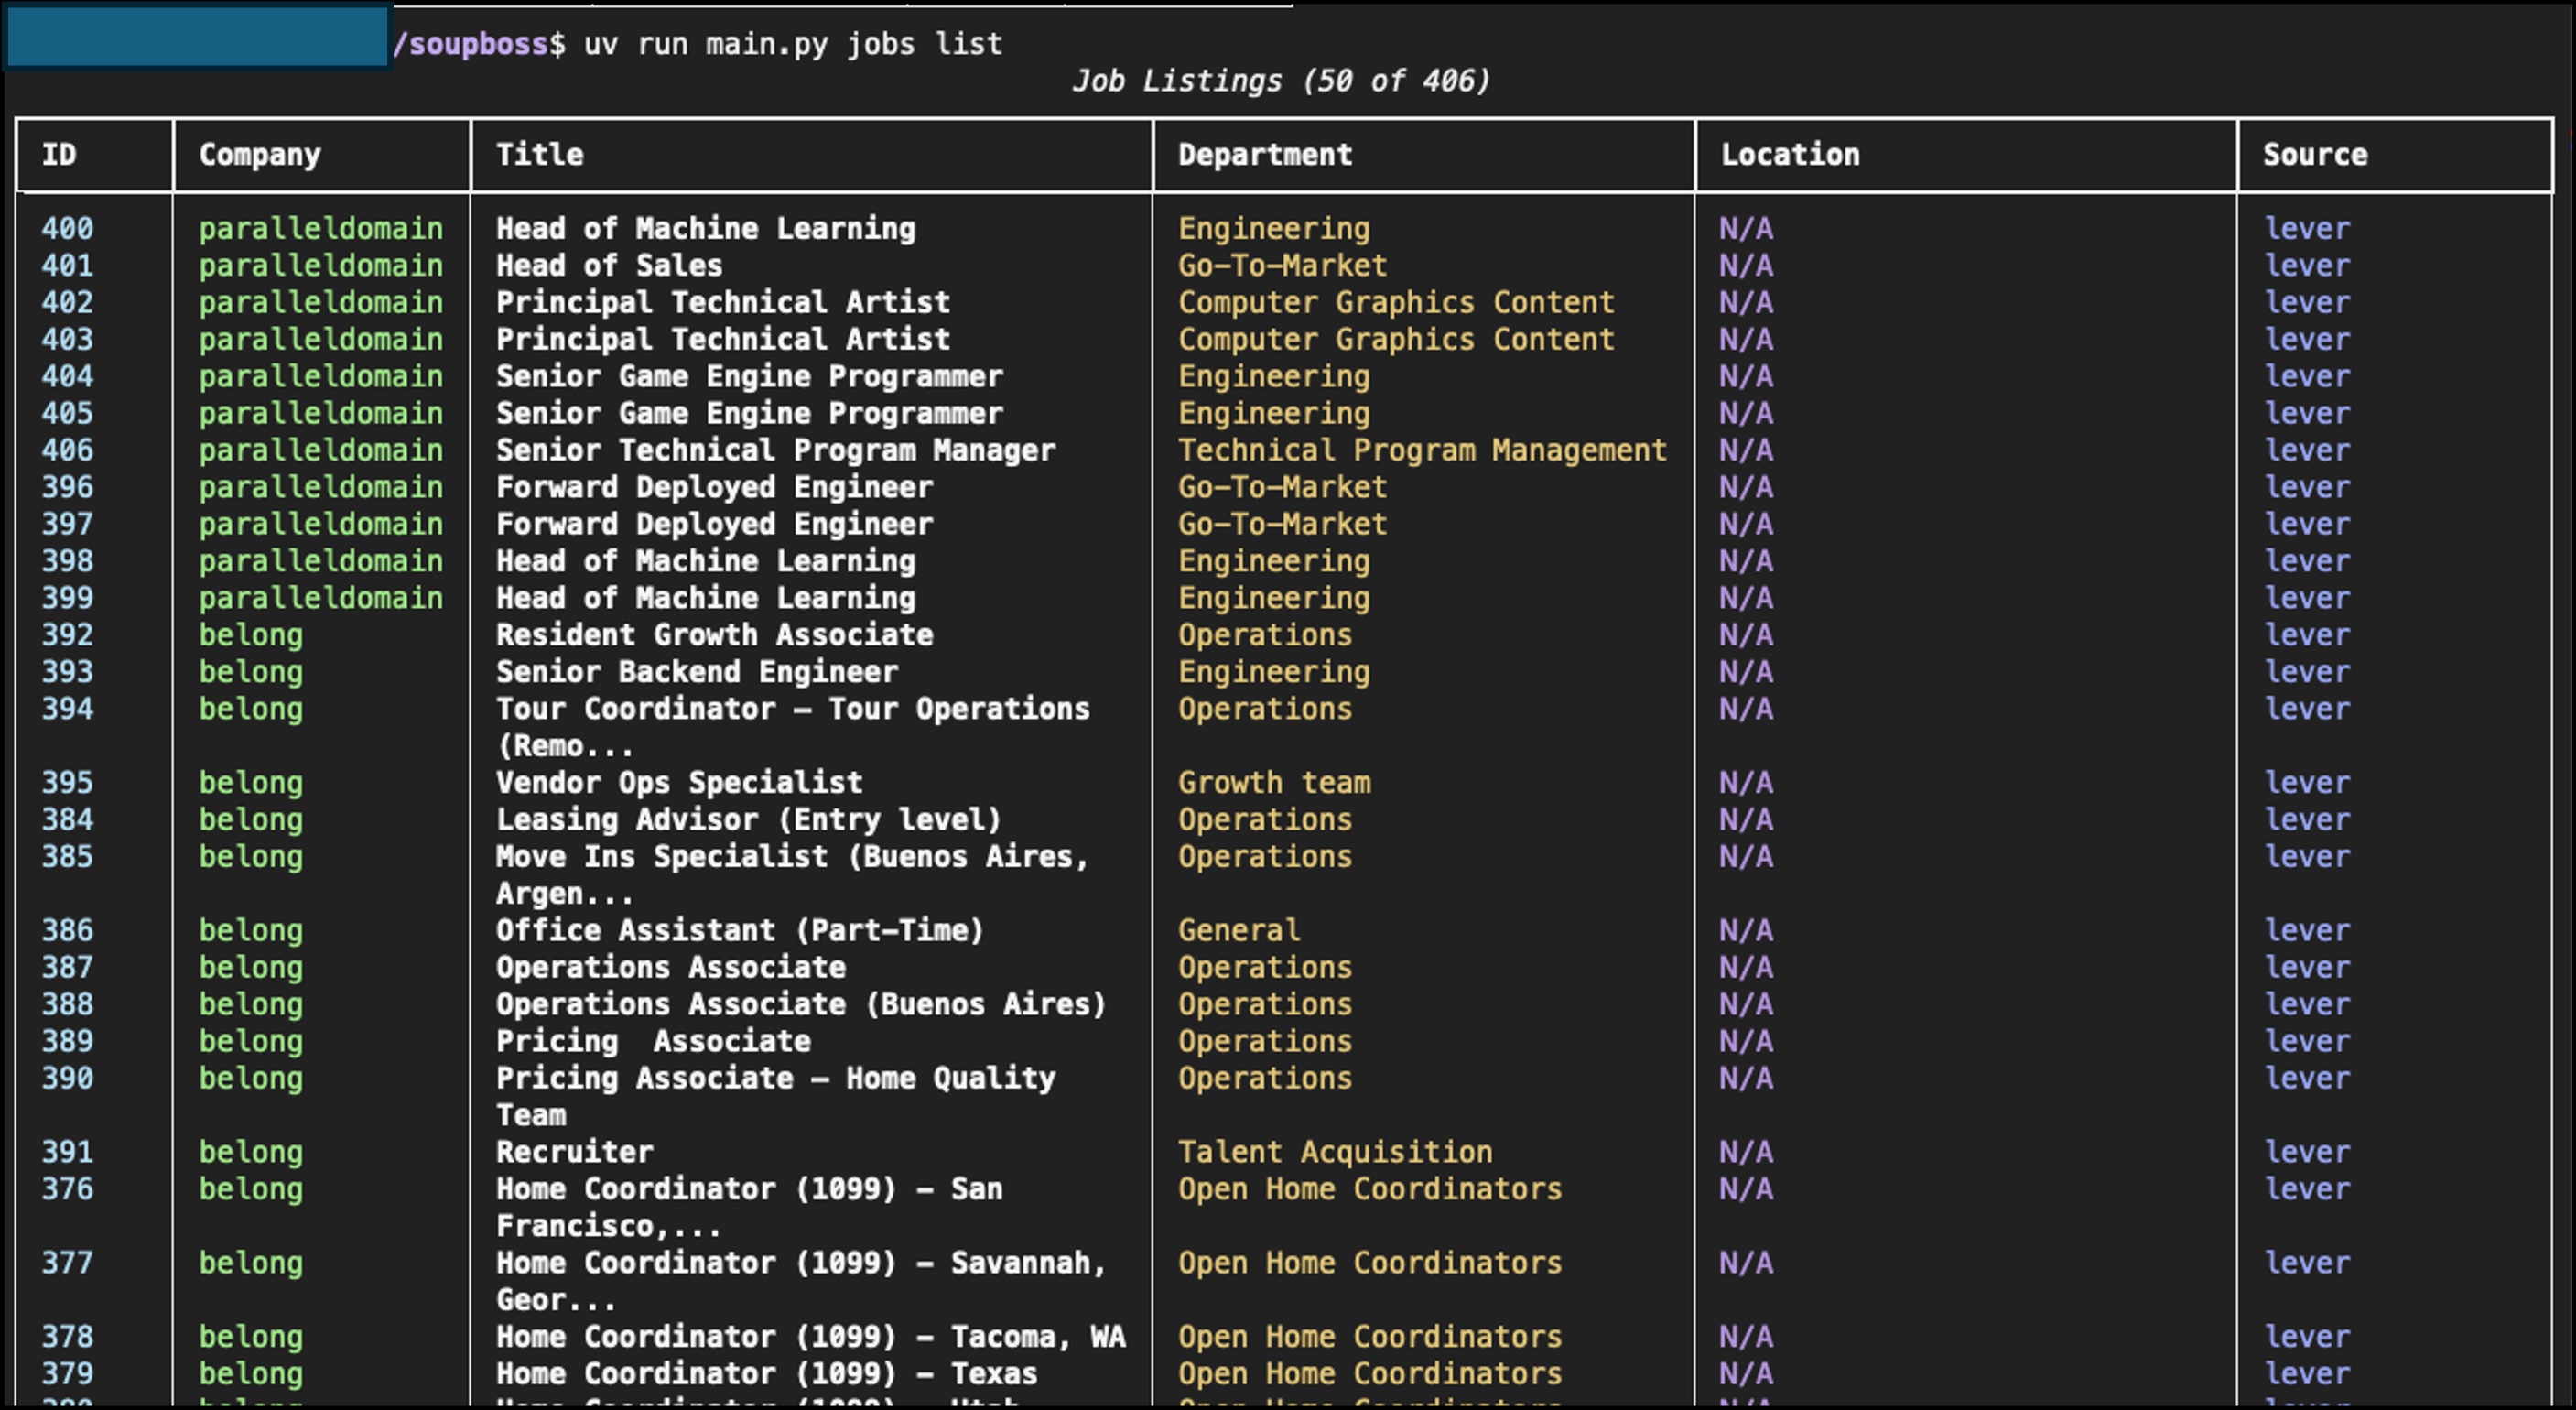 /soupboss$ uv run main.py jobs list
Job Listings (50 of 406)
ID Company Title Department Location Source
400 paralleldomain Head of Machine Learning Engineering N/A lever
401 paralleldomain Head of Sales Go-To-Market N/A lever
402 paralleldomain Principal Technical Artist Computer Graphics Content N/A lever
403 paralleldomain Principal Technical Artist Computer Graphics Content N/A lever
404 paralleldomain Senior Game Engine Programmer Engineering N/A lever
405 paralleldomain Senior Game Engine Programmer Engineering N/A lever
406 paralleldomain Senior Technical Program Manager Technical Program Management N/A lever
396 paralleldomain Forward Deployed Engineer Go-To-Market N/A lever
397 paralleldomain Forward Deployed Engineer Go-To-Market N/A lever
398 paralleldomain Head of Machine Learning Engineering N/A lever
399 paralleldomain Head of Machine Learning Engineering N/A lever
392 belong Resident Growth Associate Operations N/A lever
393 belong Senior Backend Engineer Engineering N/A lever
394 belong Tour Coordinator – Tour Operations Operations N/A lever
(Remo...
395 belong Vendor Ops Specialist Growth team N/A lever
384 belong Leasing Advisor (Entry level) Operations N/A lever
385 belong Move Ins Specialist (Buenos Aires, Operations N/A lever
Argen...
386 belong Office Assistant (Part-Time) General N/A lever
387 belong Operations Associate Operations N/A lever
388 belong Operations Associate (Buenos Aires) Operations N/A lever
389 belong Pricing  Associate Operations N/A lever
390 belong Pricing Associate – Home Quality Operations N/A lever
Team
391 belong Recruiter Talent Acquisition N/A lever
376 belong Home Coordinator (1099) - San Open Home Coordinators N/A lever
Francisco,...
377 belong Home Coordinator (1099) - Savannah, Open Home Coordinators N/A lever
Geor...
378 belong Home Coordinator (1099) - Tacoma, WA Open Home Coordinators N/A lever
379 belong Home Coordinator (1099) - Texas Open Home Coordinators N/A lever